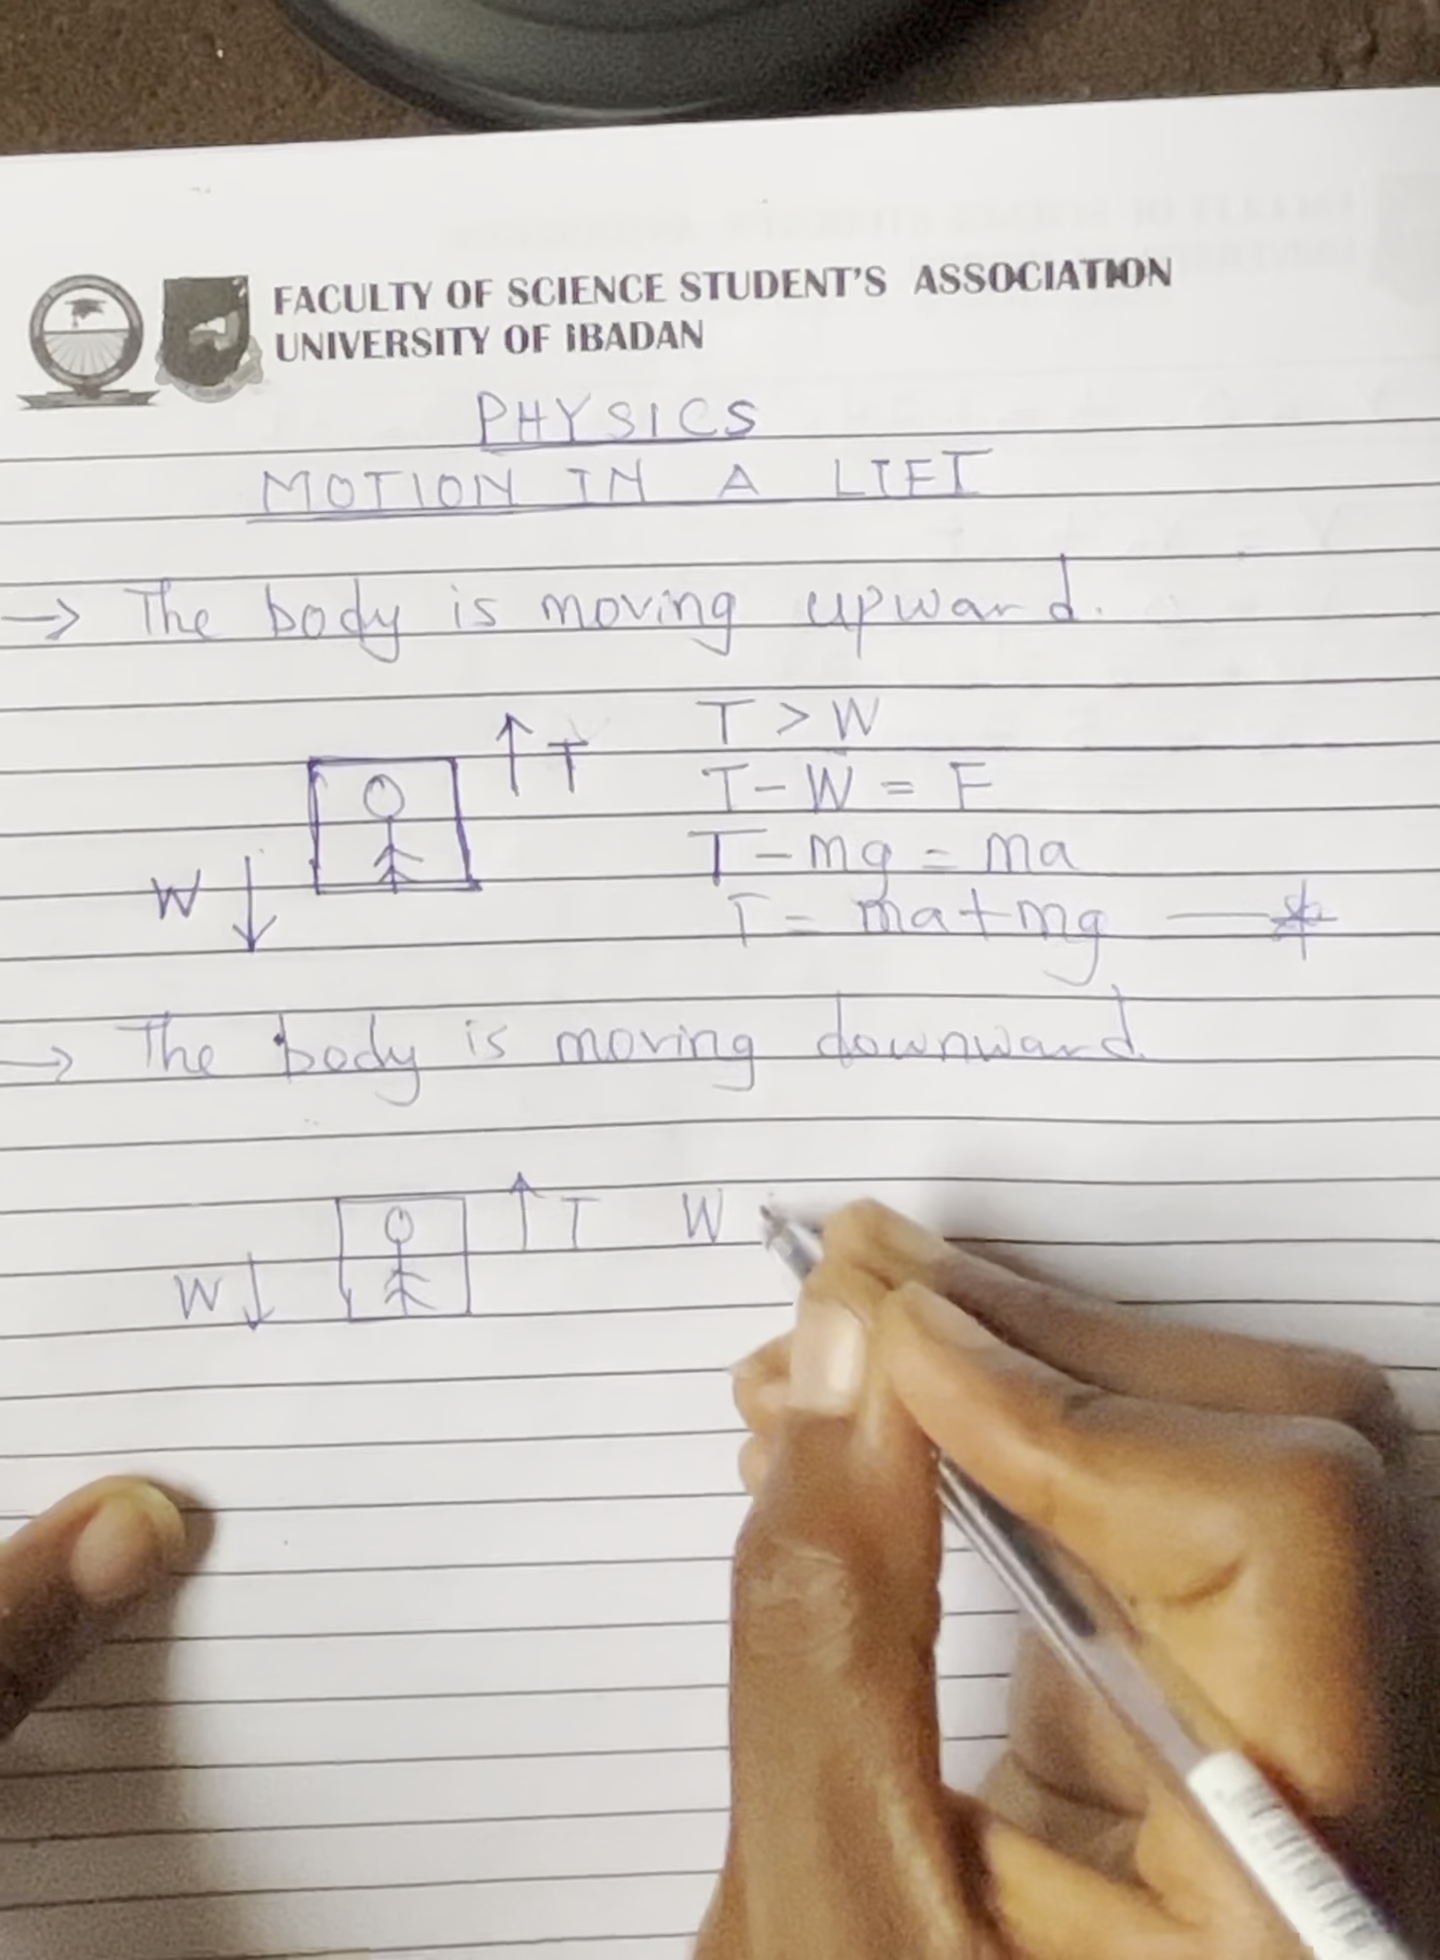 FACULTY OF SCIENCE STUDENT'S ASSOCIATION
UNIVERSITY OF IBADAN
PHYSICS
MOTION IN A LIFT
→ The body is moving upward.
↑ T
W ↓
T > W
T - W = F
T - mg = ma
T = ma + mg — *
→ The body is moving downward.
↑ T
W ↓
W